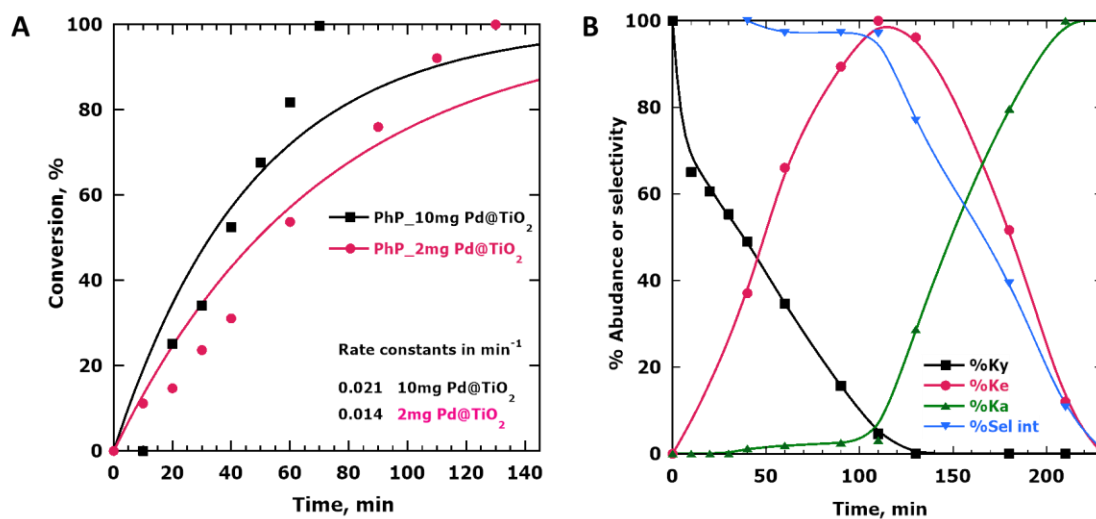 A
100
80
60
40
20
0
Conversion, %
PhP_10mg Pd@TiO2
PhP_2mg Pd@TiO2
Rate constants in min-1
0.021 10mg Pd@TiO2
0.014 2mg Pd@TiO2
0 20 40 60 80 100 120 140
Time, min
B
100
80
60
40
20
0
% Abudance or selectivity
%Ky
%Ke
%Ka
%Sel int
0 50 100 150 200
Time, min